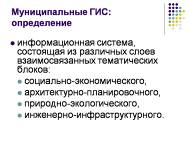 Муниципальные ГИС:
определение
информационная система,
состоящая из различных слоев
взаимосвязанных тематических
блоков:
социально-экономического,
архитектурно-планировочного,
природно-экологического,
инженерно-инфраструктурного.